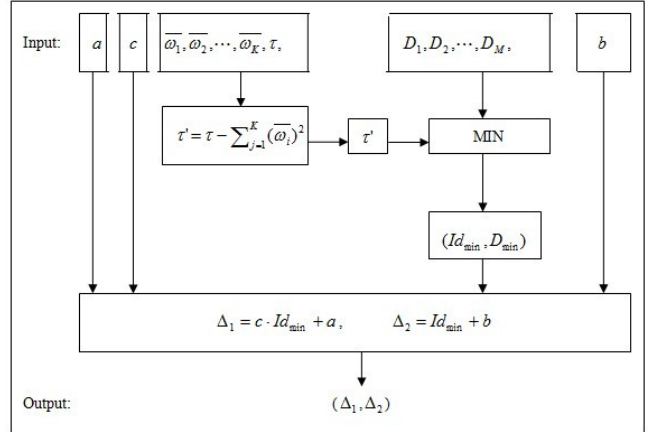 Input: a c ω̅₁, ω̅₂, ⋯, ω̅_K, τ, D₁, D₂, ⋯, D_M, b
τ' = τ − ∑_{j=1}^{K} (ω̅_i)² τ' MIN
(Id_min, D_min)
Δ₁ = c · Id_min + a, Δ₂ = Id_min + b
Output: (Δ₁, Δ₂)